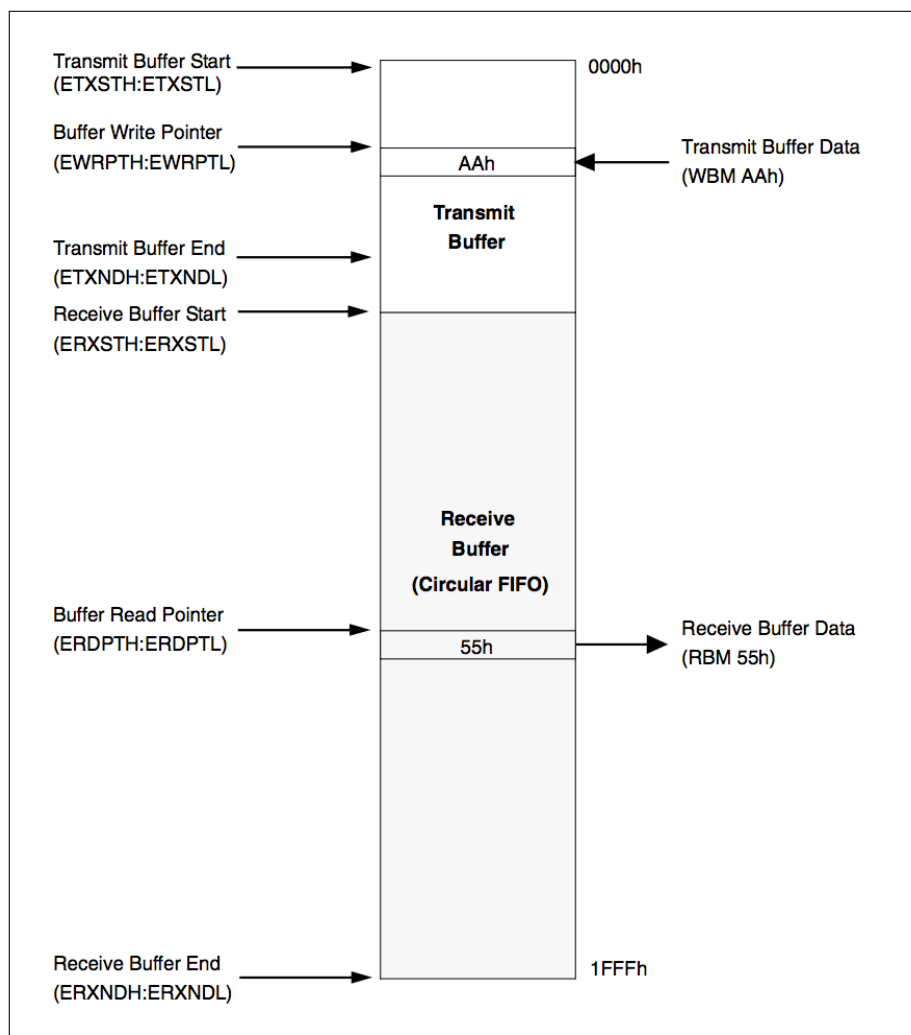 Transmit Buffer Start
(ETXSTH:ETXSTL)
0000h
Buffer Write Pointer
(EWRPTH:EWRPTL)
AAh
Transmit Buffer Data
(WBM AAh)
Transmit
Buffer
Transmit Buffer End
(ETXNDH:ETXNDL)
Receive Buffer Start
(ERXSTH:ERXSTL)
Receive
Buffer
(Circular FIFO)
Buffer Read Pointer
(ERDPTH:ERDPTL)
55h
Receive Buffer Data
(RBM 55h)
Receive Buffer End
(ERXNDH:ERXNDL)
1FFFh